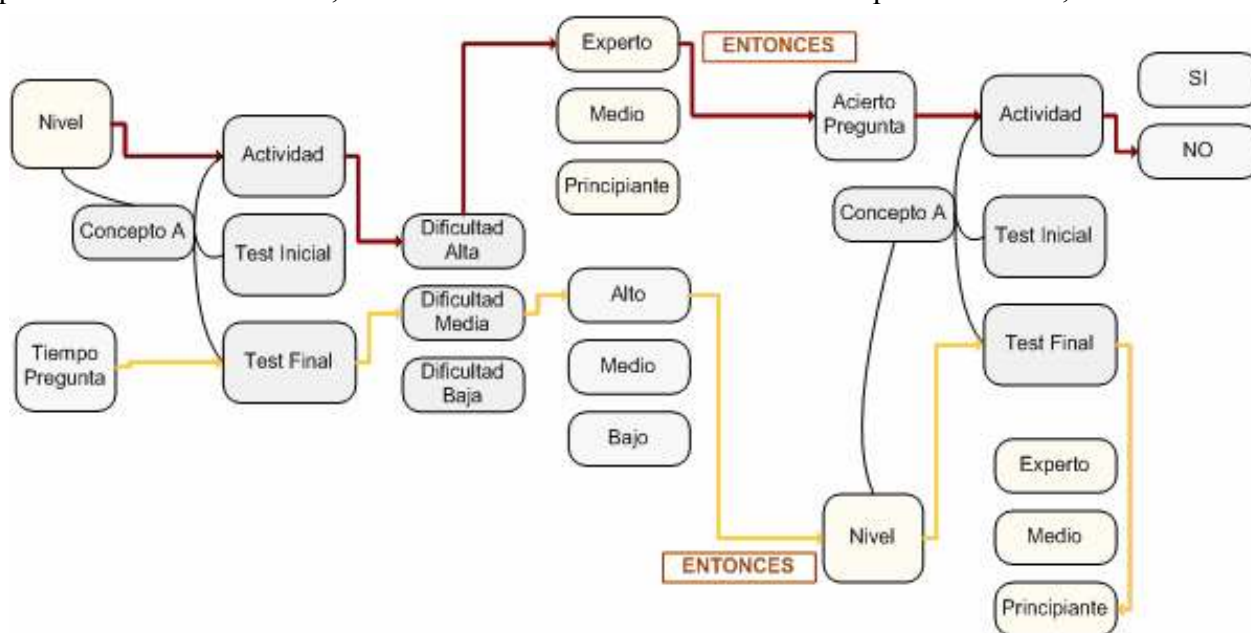 Experto
ENTONCES
Nivel
Medio
Acierto
Pregunta
Actividad
SI
Actividad
NO
Principiante
Concepto A
Concepto A
Test Inicial
Dificultad
Alta
Test Inicial
Dificultad
Media
Alto
Tiempo
Pregunta
Test Final
Test Final
Dificultad
Baja
Medio
Bajo
Experto
Nivel
Medio
ENTONCES
Principiante